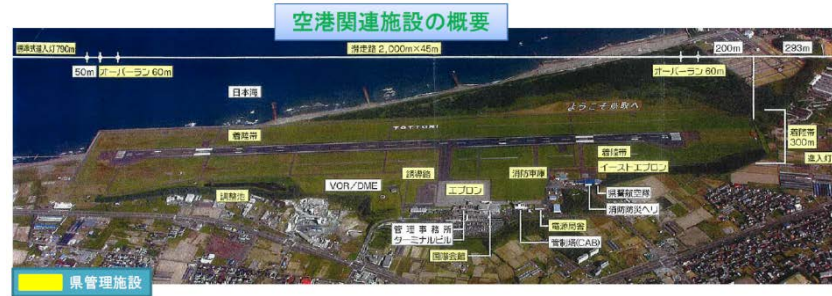 空港関連施設の概要
標準式進入灯790m
滑走路 2,000m×45m
200m
293m
50m
オーバーラン 60m
オーバーラン 60m
日本海
ようこそ鳥取へ
TOTTORI
着陸帯
着陸帯
着陸帯
300m
進入灯
イーストエプロン
誘導路
エプロン
消防車庫
VOR/DME
調整池
県警航空隊
消防防災ヘリ
管理事務所
ターミナルビル
電源局舎
管制塔(CAB)
国際会館
県管理施設